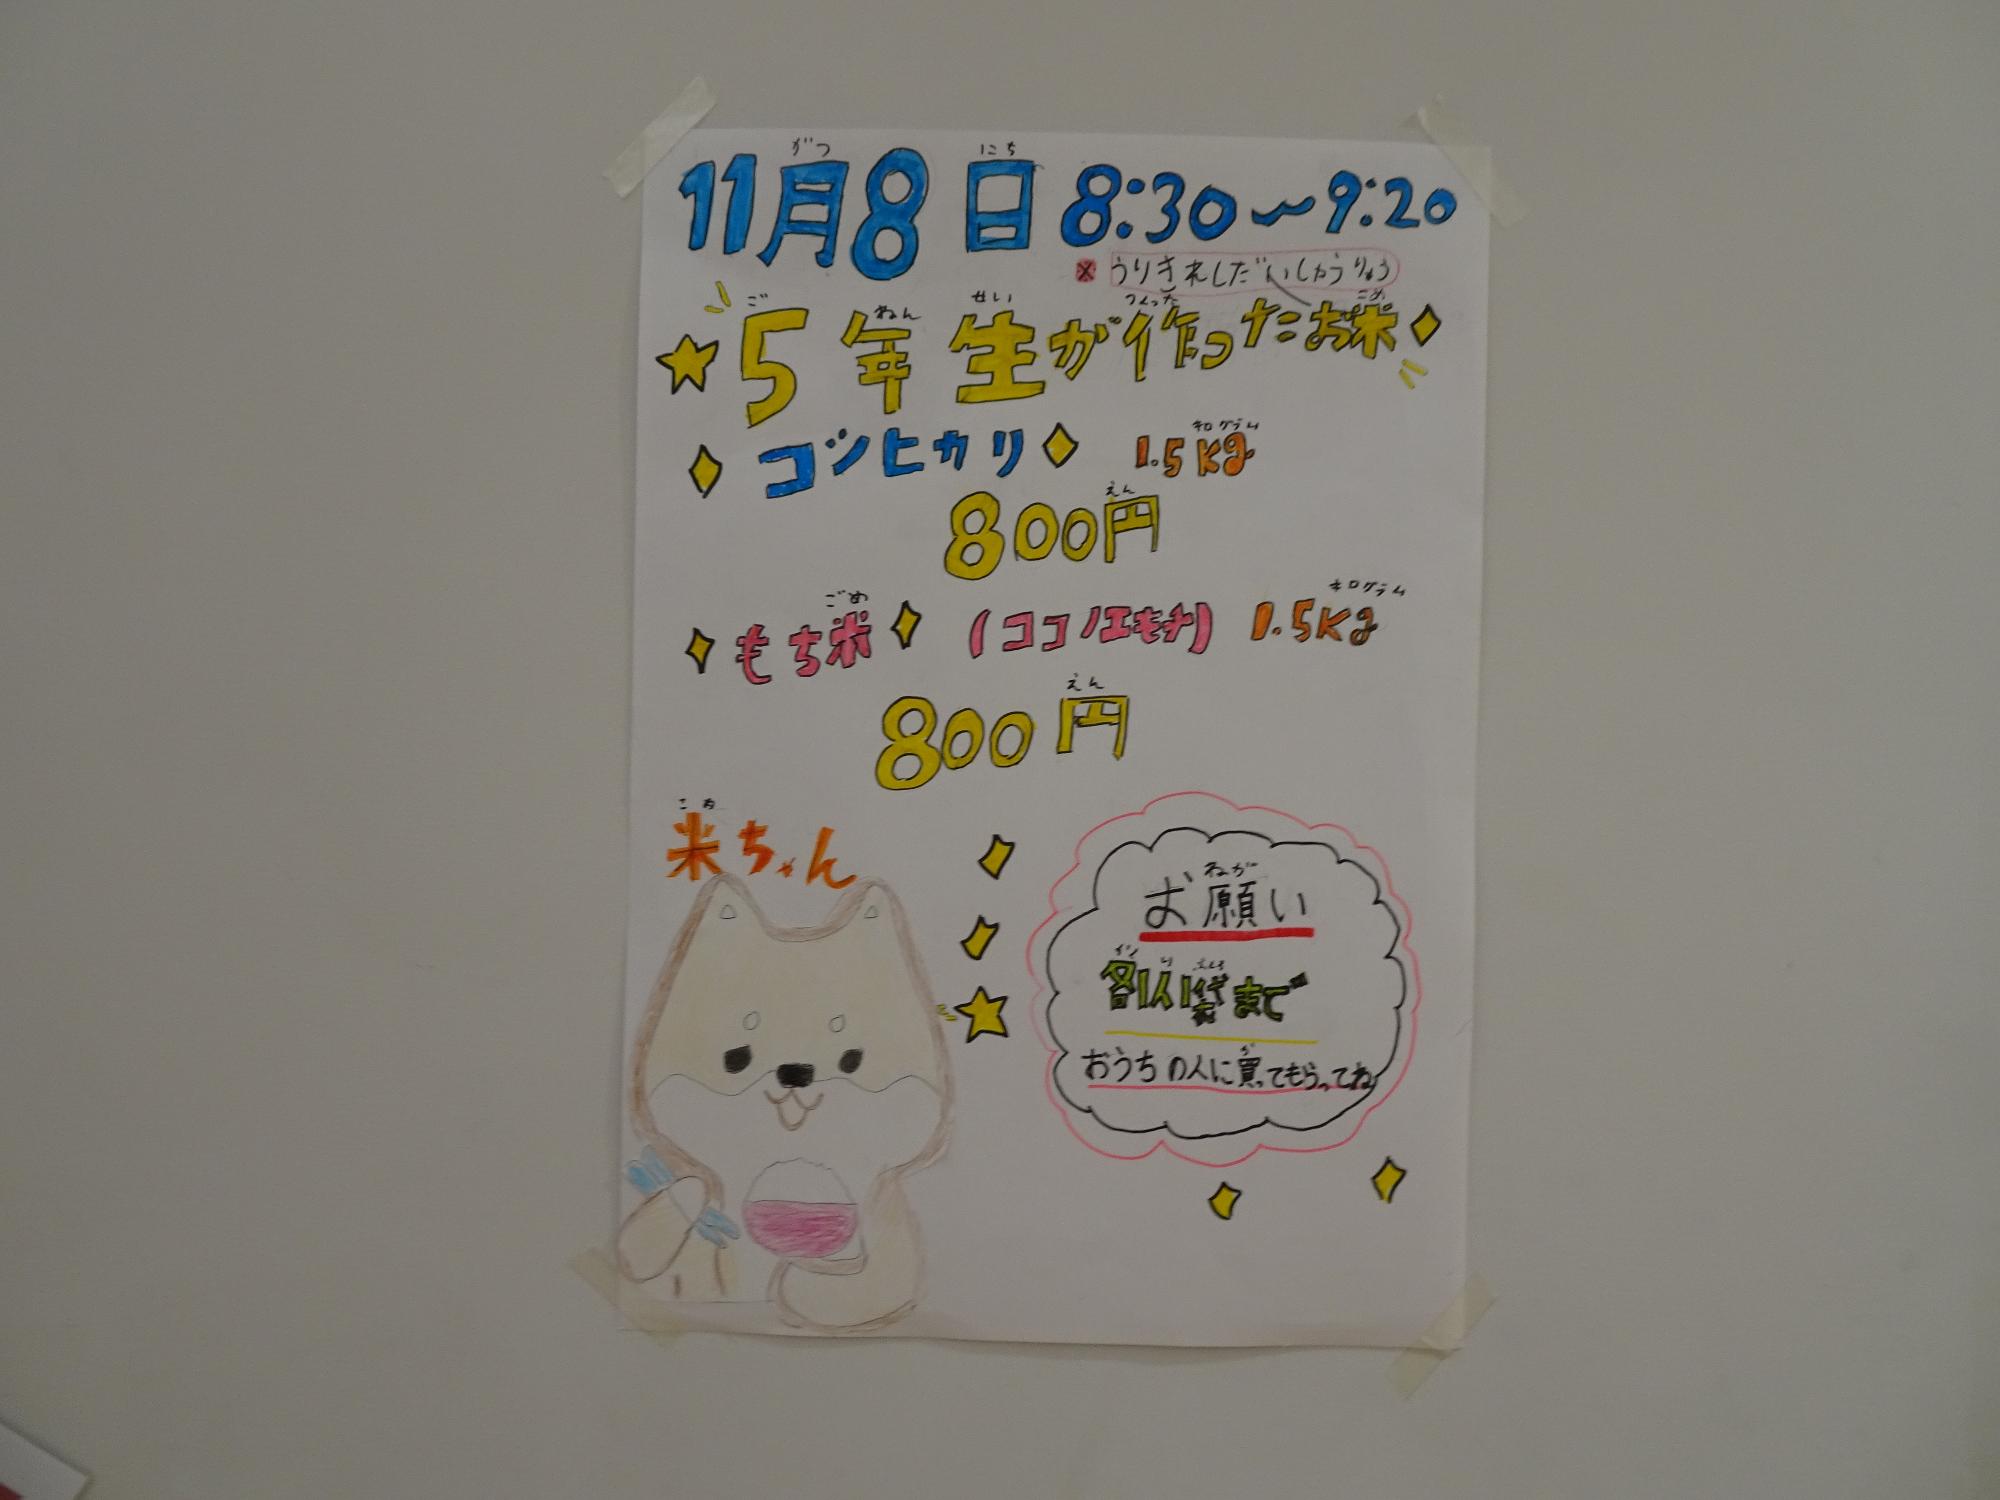 11月8日 8:30〜9:20
※うりきれしだいしゅうりょう
5年生が作ったお米
コシヒカリ 1.5kg
800円
もち米 (ココノエモチ) 1.5kg
800円
米ちゃん
お願い
各1人1袋まで
おうちの人に買ってもらってね